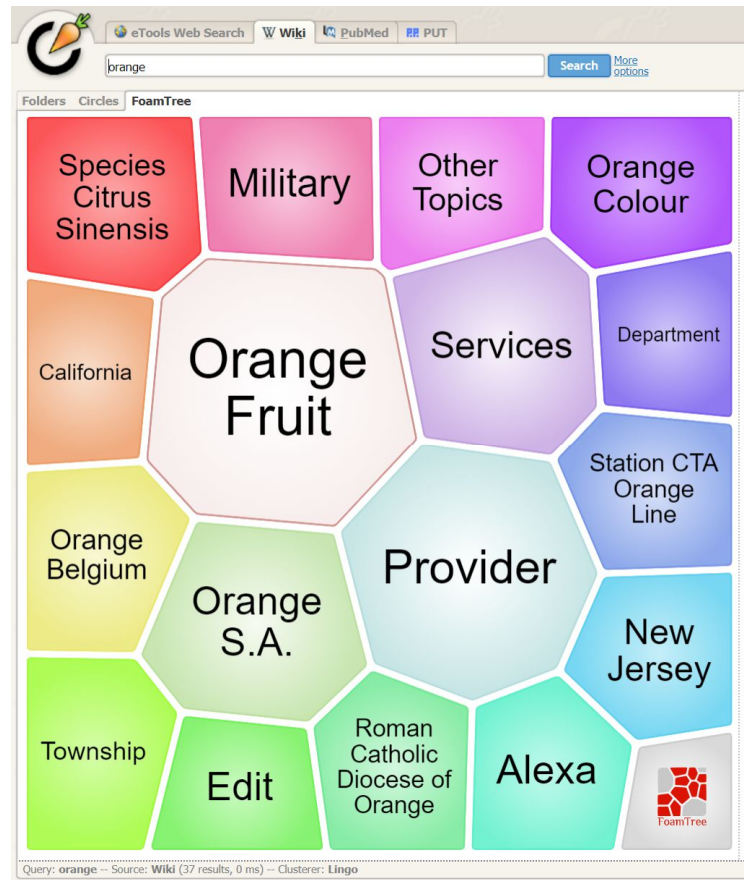 eTools Web Search Wiki PubMed P.P. PUT
orange Search More
options
Folders Circles FoamTree
Species
Citrus
Sinensis
Military
Other
Topics
Orange
Colour
California
Orange
Fruit
Services
Department
Station CTA
Orange
Line
Orange
Belgium
Orange
S.A.
Provider
New
Jersey
Township
Edit
Roman
Catholic
Diocese of
Orange
Alexa
FoamTree
Query: orange -- Source: Wiki (37 results, 0 ms) -- Clusterer: Lingo